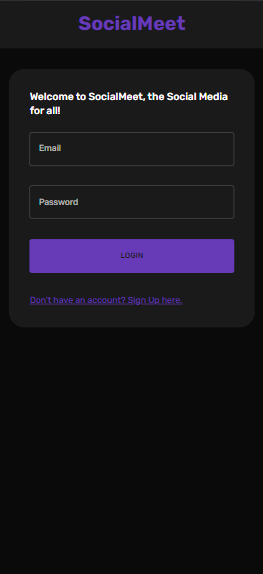 SocialMeet
Welcome to SocialMeet, the Social Media
for all!
Email
Password
LOGIN
Don't have an account? Sign Up here.